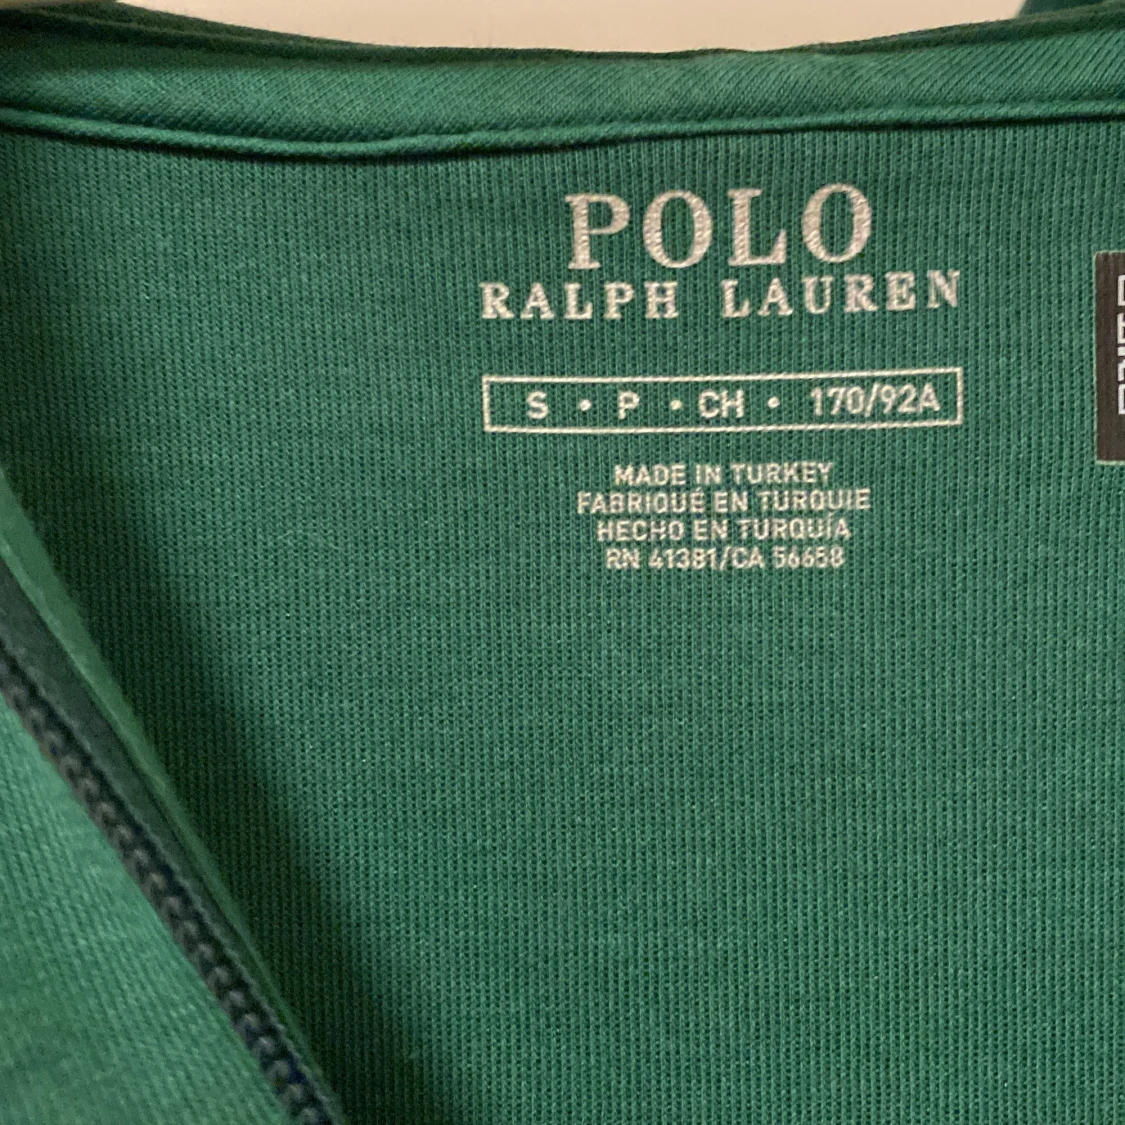 POLO
RALPH LAUREN
S • P • CH • 170/92A
MADE IN TURKEY
FABRIQUÉ EN TURQUIE
HECHO EN TURQUÍA
RN 41381/CA 56658